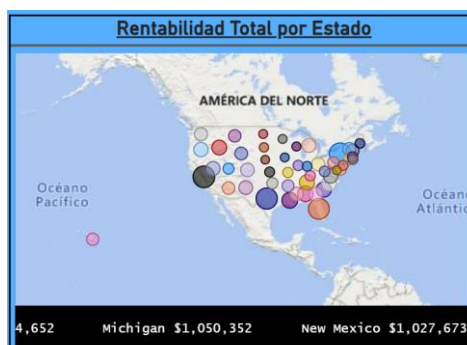 Rentabilidad Total por Estado
AMÉRICA DEL NORTE
Océano
Pacífico
Océano
Atlántic
4,652 Michigan $1,050,352 New Mexico $1,027,673